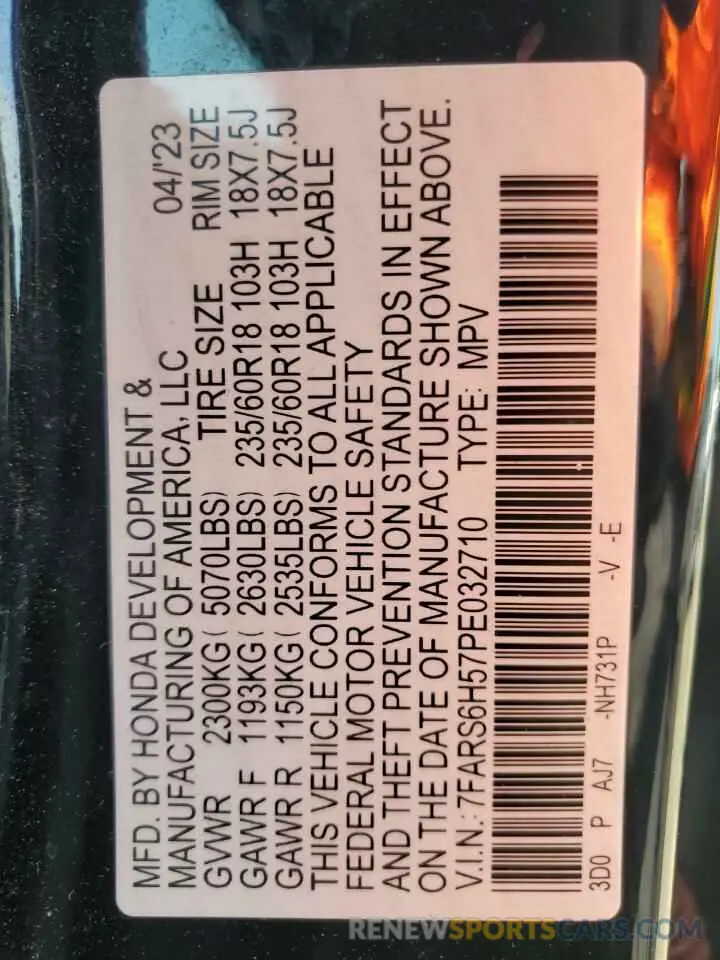 MFD. BY HONDA DEVELOPMENT &
MANUFACTURING OF AMERICA, LLC 04/'23
GVWR 2300KG( 5070LBS) TIRE SIZE RIM SIZE
GAWR F 1193KG( 2630LBS) 235/60R18 103H 18X7.5J
GAWR R 1150KG( 2535LBS) 235/60R18 103H 18X7.5J
THIS VEHICLE CONFORMS TO ALL APPLICABLE
FEDERAL MOTOR VEHICLE SAFETY
AND THEFT PREVENTION STANDARDS IN EFFECT
ON THE DATE OF MANUFACTURE SHOWN ABOVE.
V.I.N.: 7FARS6H57PE032710 TYPE: MPV
3D0 P AJ7 -NH731P -V -E
RENEWSPORTSCARS.COM